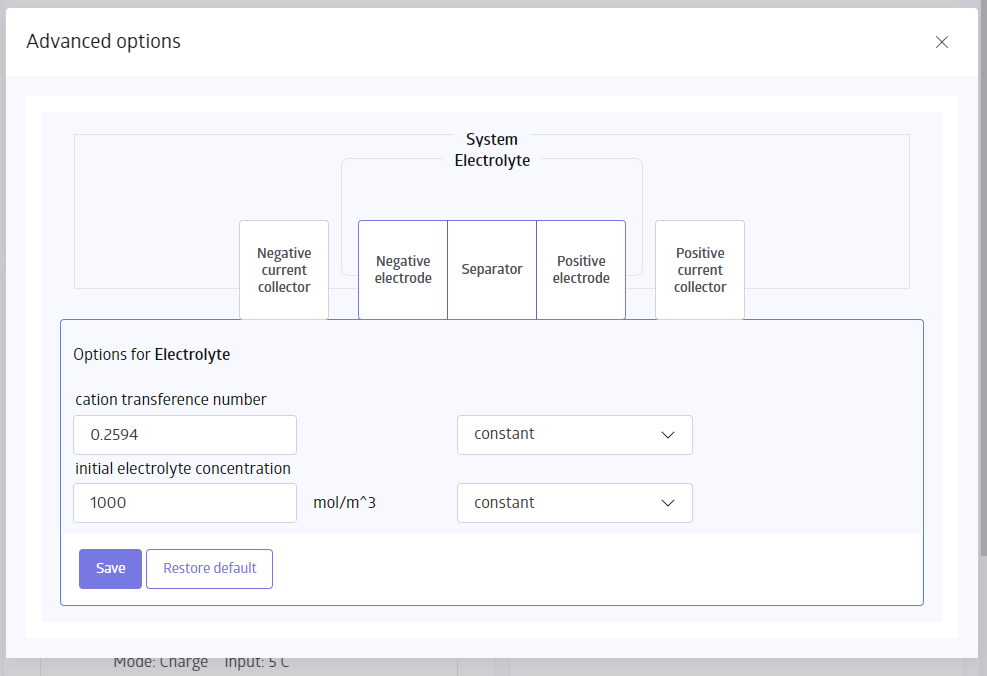 Advanced options
System
Electrolyte
Negative
current
collector
Negative
electrode
Separator
Positive
electrode
Positive
current
collector
Options for Electrolyte
cation transference number
0.2594
constant
initial electrolyte concentration
1000
mol/m^3
constant
Save
Restore default
Mode: Charge Input: 5 C